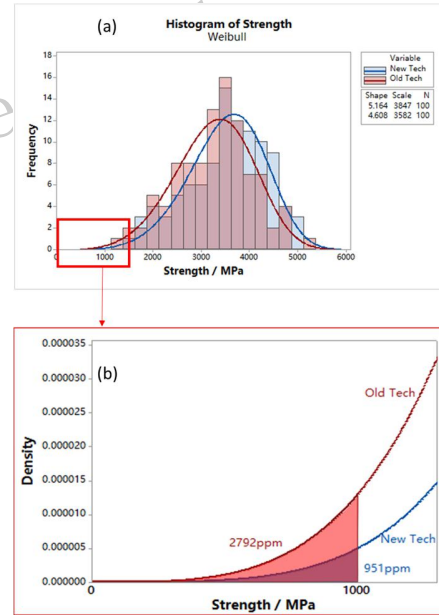 (a)
Histogram of Strength
Weibull
Variable
New Tech
Old Tech
Shape Scale N
5.164 3847 100
4.608 3582 100
Frequency
18
16
14
12
10
8
6
4
2
0
0 1000 2000 3000 4000 5000 6000
Strength / MPa
(b)
Density
0.000035
0.000030
0.000025
0.000020
0.000015
0.000010
0.000005
0.000000
Old Tech
2792ppm
New Tech
951ppm
0 1000
Strength / MPa